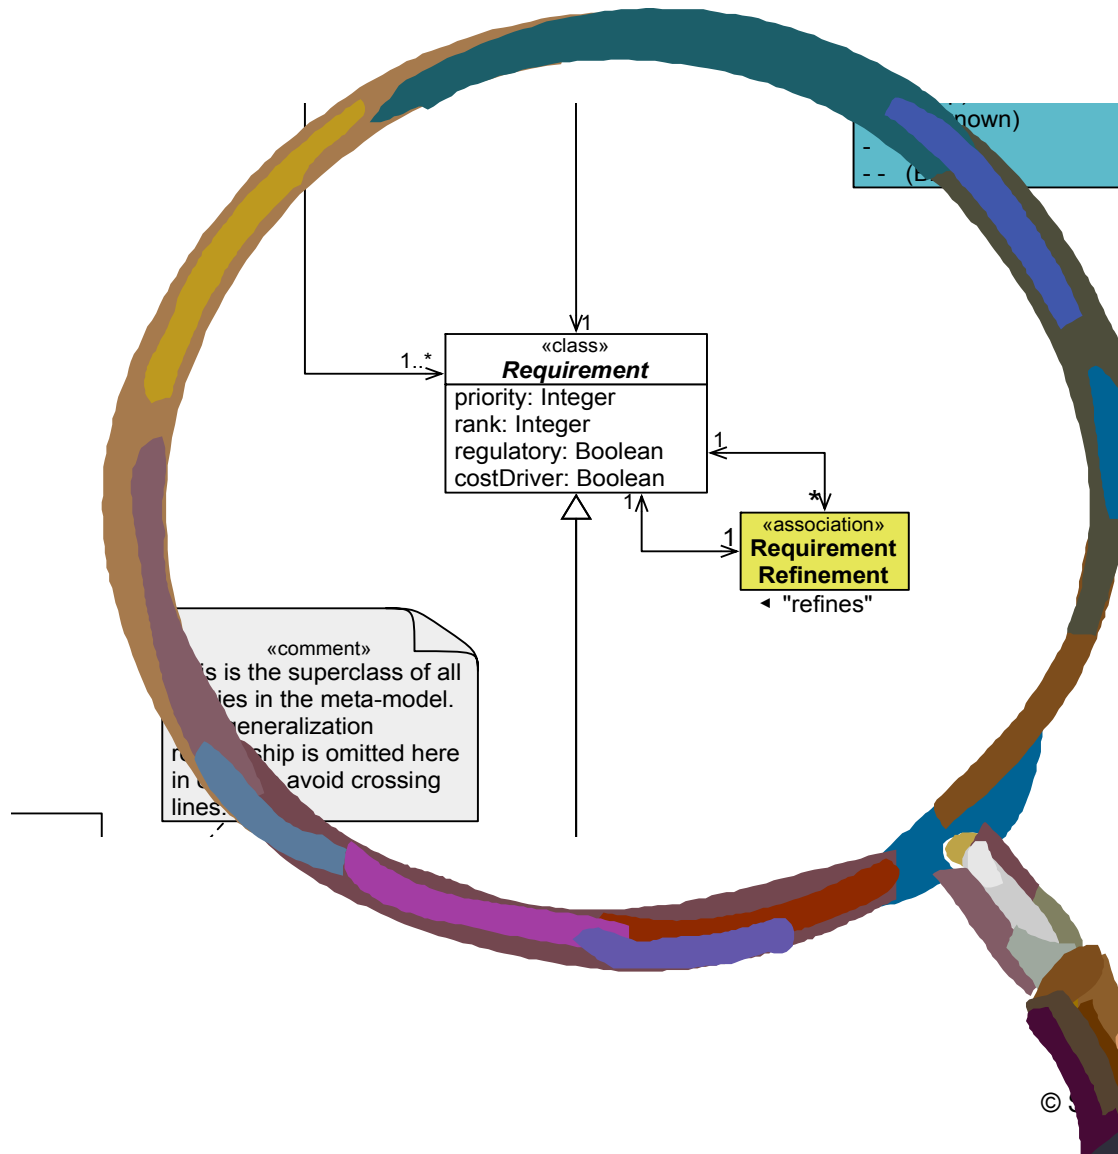 nown)
-
- - (B
1
1..*
«class»
Requirement
priority: Integer
rank: Integer
regulatory: Boolean
costDriver: Boolean
1
1
*
1
«association»
Requirement
Refinement
◄ "refines"
«comment»
is is the superclass of all
ies in the meta-model.
eneralization
ship is omitted here
in avoid crossing
lines.
©